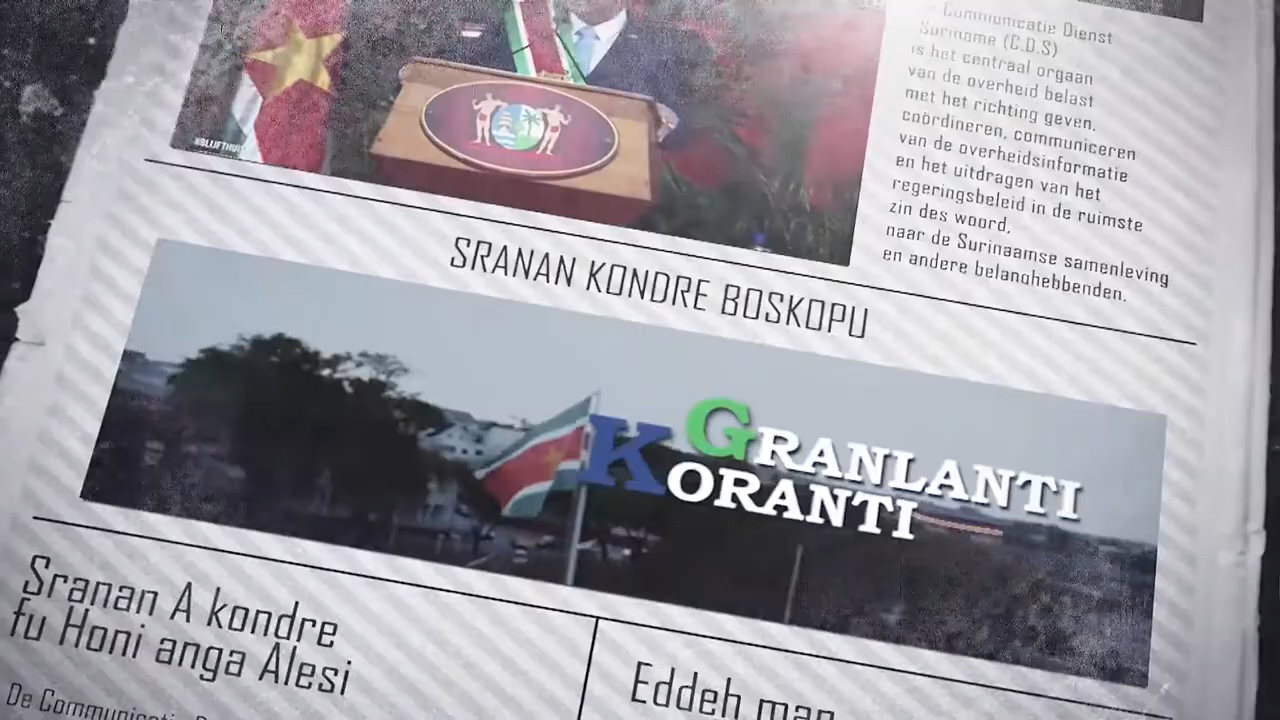 Communicatie Dienst
Suriname (C.D.S)
is het centraal orgaan
van de overheid belast
met het richting geven,
coördineren, communiceren
van de overheidsinformatie
en het uitdragen van het
regeringsbeleid in de ruimste
zin des woord,
naar de Surinaamse samenleving
en andere belanghebbenden.
SRANAN KONDRE BOSKOPU
GRANLANTI
KORANTI
Sranan A kondre
fu Honi anga Alesi
De
Eddeh man